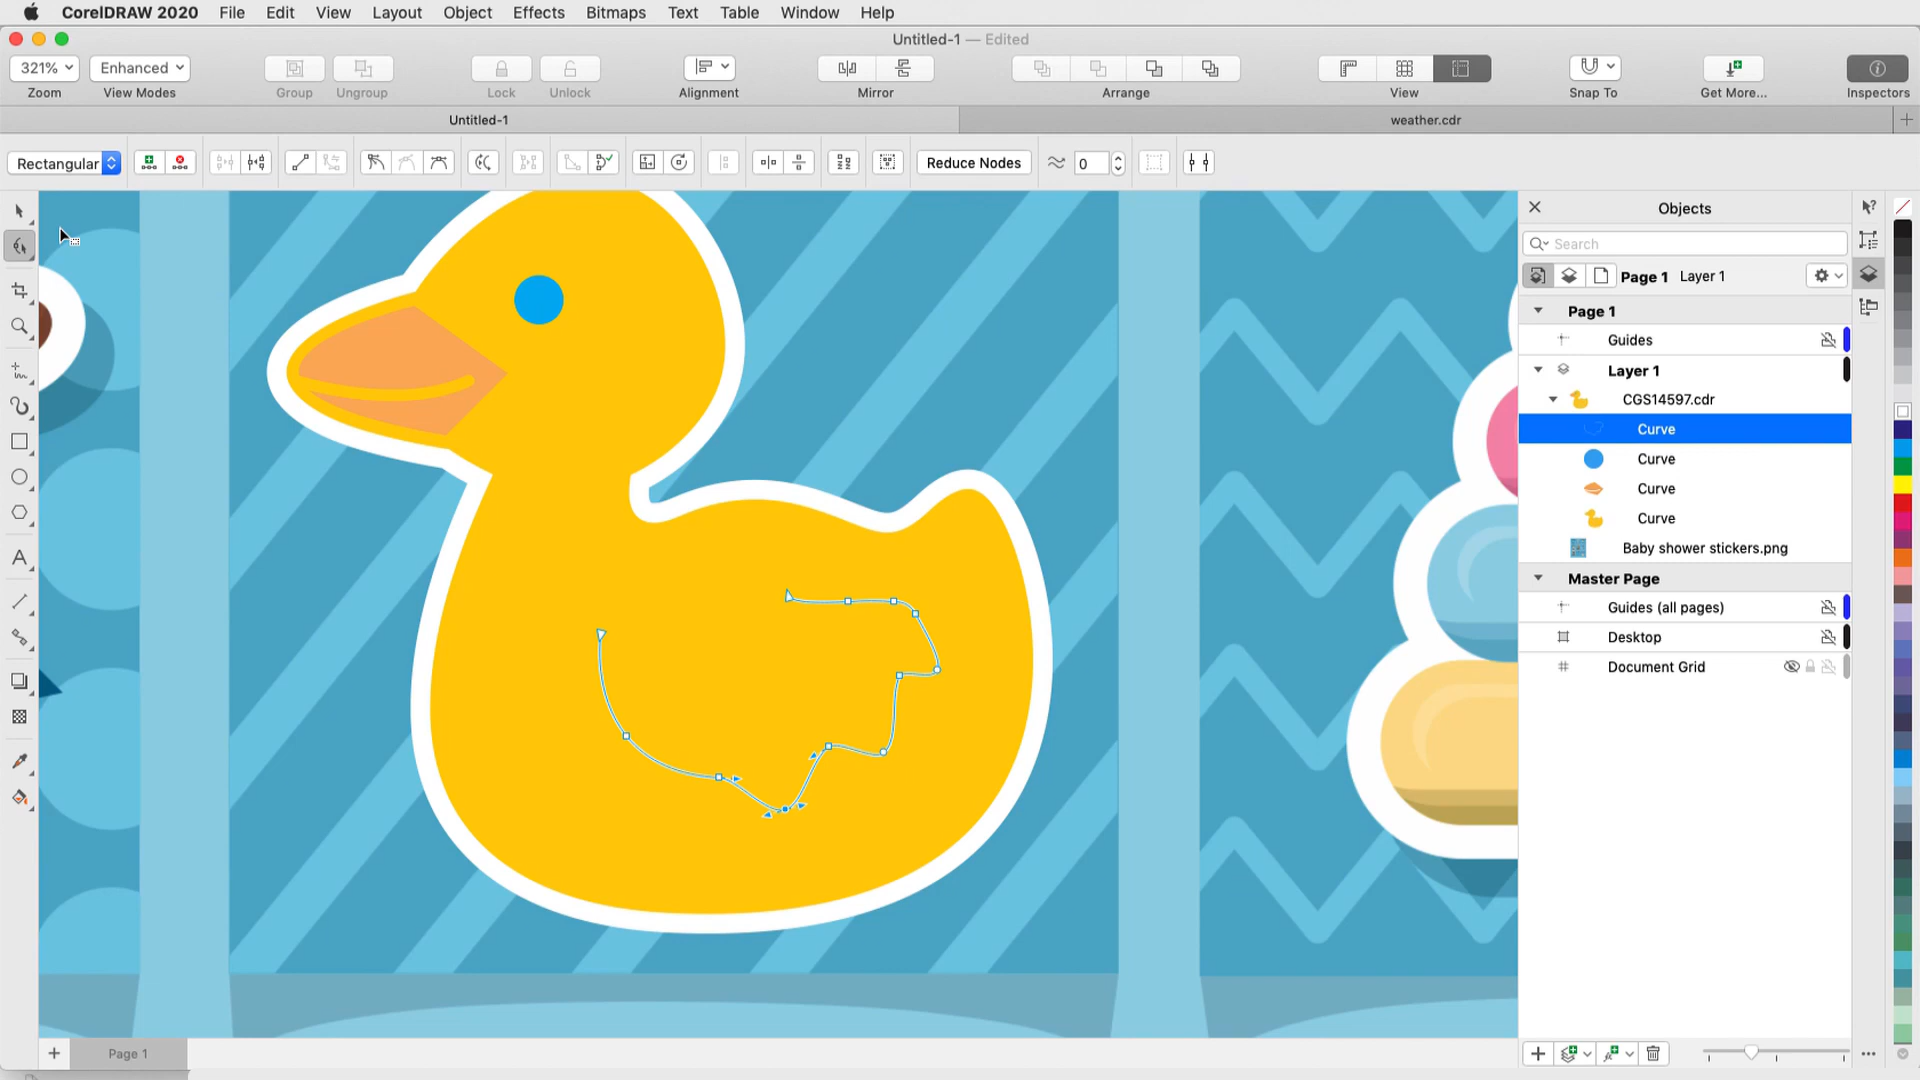 CorelDRAW 2020 File Edit View Layout Object Effects Bitmaps Text Table Window Help
Untitled-1 — Edited
321% Enhanced
Zoom View Modes Group Ungroup Lock Unlock Alignment Mirror Arrange View Snap To Get More... Inspectors
Untitled-1 weather.cdr
Rectangular Reduce Nodes 0
Objects
Search
Page 1 Layer 1
Page 1
Guides
Layer 1
CGS14597.cdr
Curve
Curve
Curve
Curve
Baby shower stickers.png
Master Page
Guides (all pages)
Desktop
Document Grid
Page 1